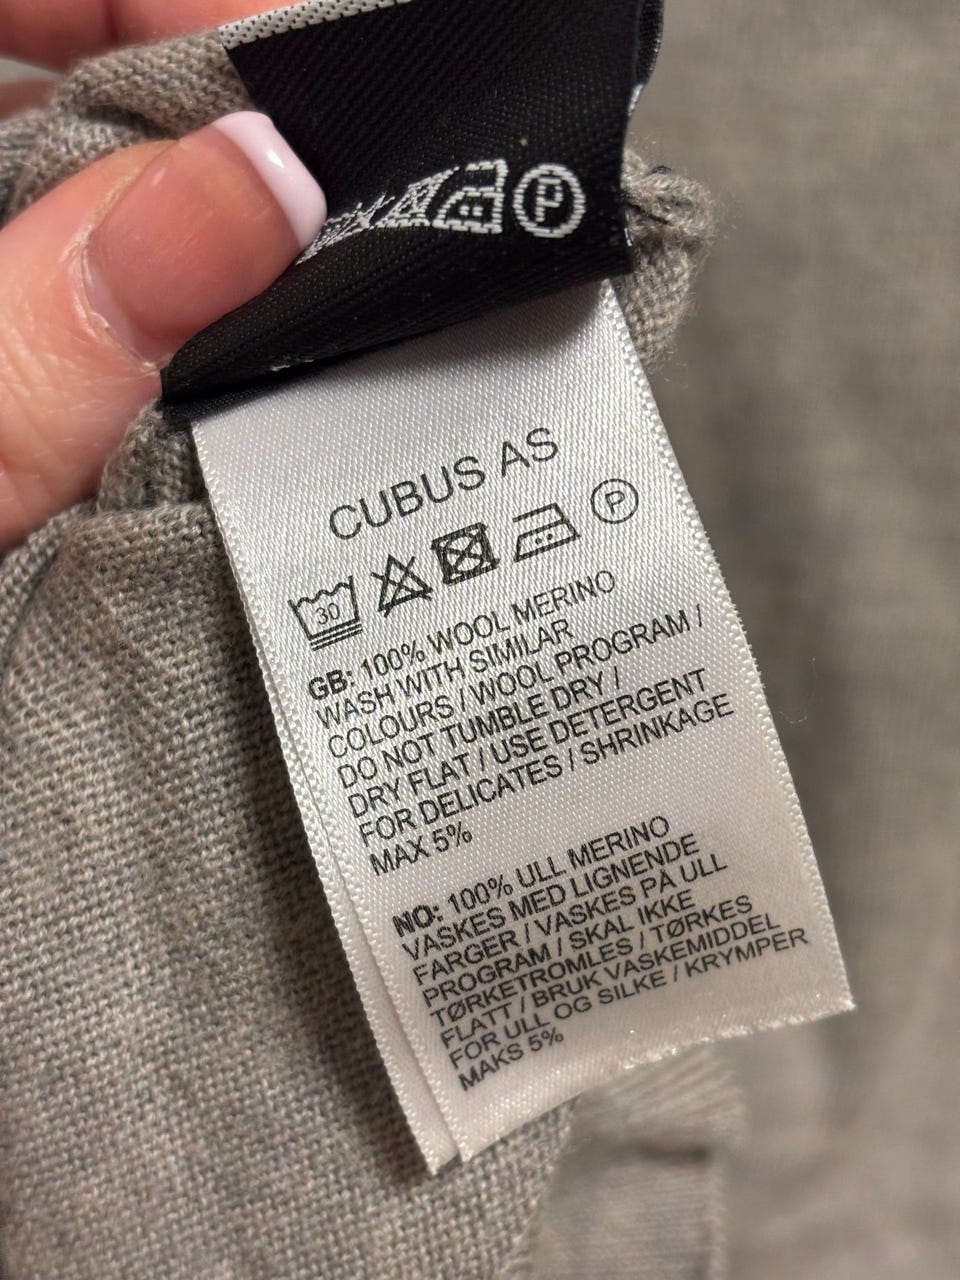 P
CUBUS AS
30 P
GB: 100% WOOL MERINO
WASH WITH SIMILAR
COLOURS / WOOL PROGRAM /
DO NOT TUMBLE DRY /
DRY FLAT / USE DETERGENT
FOR DELICATES / SHRINKAGE
MAX 5%
NO: 100% ULL MERINO
VASKES MED LIGNENDE
FARGER / VASKES PÅ ULL
PROGRAM / SKAL IKKE
TØRKETROMLES / TØRKES
FLATT / BRUK VASKEMIDDEL
FOR ULL OG SILKE / KRYMPER
MAKS 5%